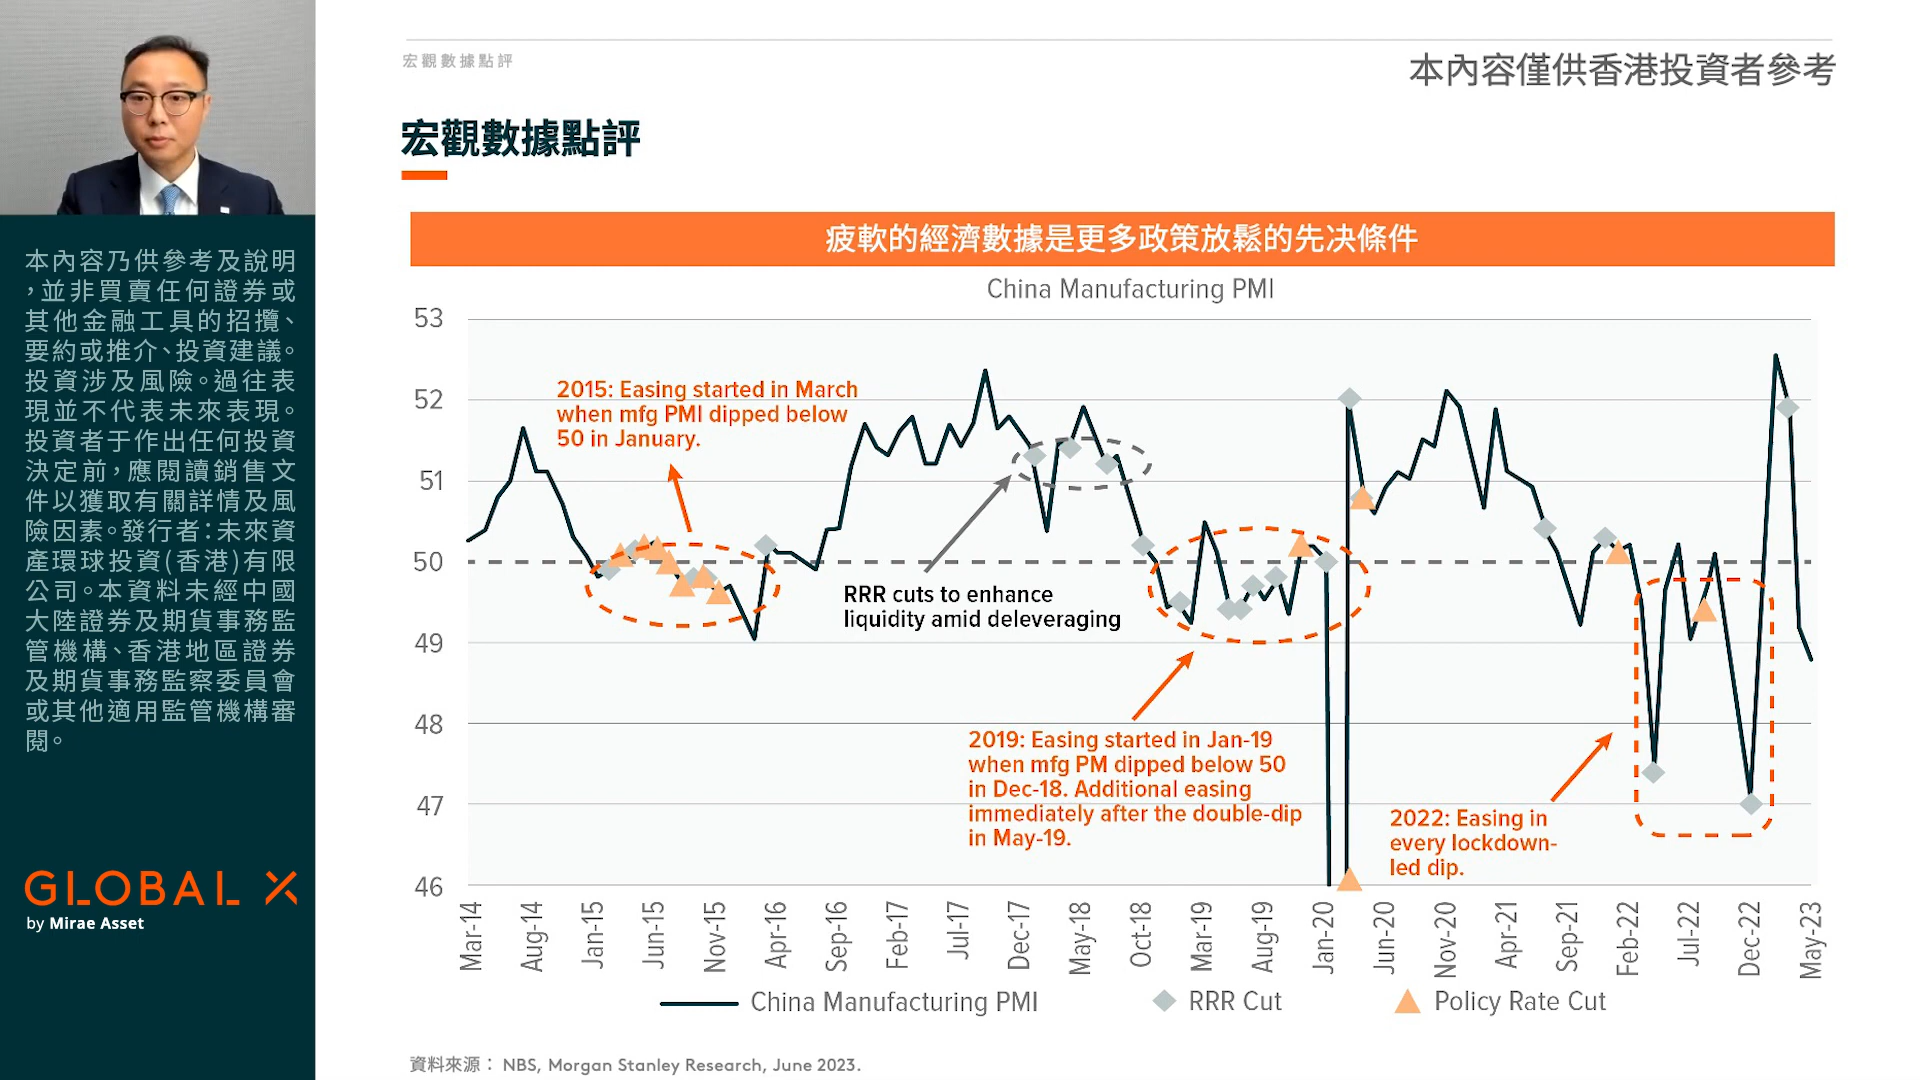 宏觀數據點評
本內容僅供香港投資者參考
宏觀數據點評
疲軟的經濟數據是更多政策放鬆的先決條件
China Manufacturing PMI
53
52
51
50
49
48
47
46
2015: Easing started in March
when mfg PMI dipped below
50 in January.
RRR cuts to enhance
liquidity amid deleveraging
2019: Easing started in Jan-19
when mfg PM dipped below 50
in Dec-18. Additional easing
immediately after the double-dip
in May-19.
2022: Easing in
every lockdown-
led dip.
Mar-14
Aug-14
Jan-15
Jun-15
Nov-15
Apr-16
Sep-16
Feb-17
Jul-17
Dec-17
May-18
Oct-18
Mar-19
Aug-19
Jan-20
Jun-20
Nov-20
Apr-21
Sep-21
Feb-22
Jul-22
Dec-22
May-23
China Manufacturing PMI
RRR Cut
Policy Rate Cut
資料來源： NBS, Morgan Stanley Research, June 2023.
本內容乃供參考及說明
，並非買賣任何證券或
其他金融工具的招攬、
要約或推介、投資建議。
投資涉及風險。過往表
現並不代表未來表現。
投資者于作出任何投資
決定前，應閱讀銷售文
件以獲取有關詳情及風
險因素。發行者：未來資
產環球投資(香港)有限
公司。本資料未經中國
大陸證券及期貨事務監
管機構、香港地區證券
及期貨事務監察委員會
或其他適用監管機構審
閱。
GLOBAL X
by Mirae Asset